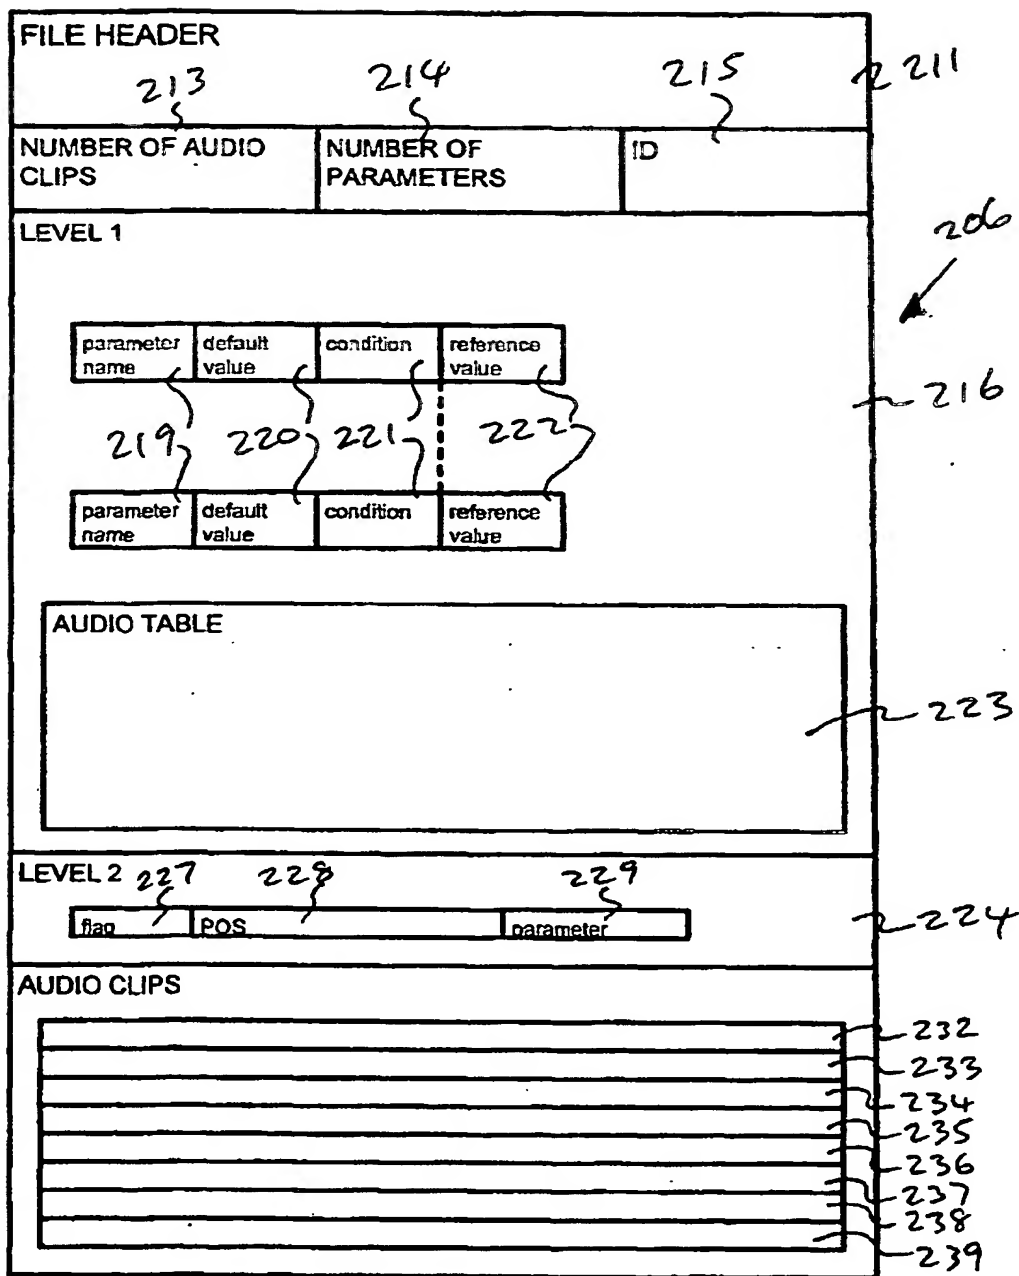 FILE HEADER
213 214 215 211
NUMBER OF AUDIO CLIPS
NUMBER OF PARAMETERS
ID
LEVEL 1
206
parameter name
default value
condition
reference value
216
219 220 221 222
parameter name
default value
condition
reference value
AUDIO TABLE
223
LEVEL 2 227 228 229
flag POS parameter
224
AUDIO CLIPS
232
233
234
235
236
237
238
239